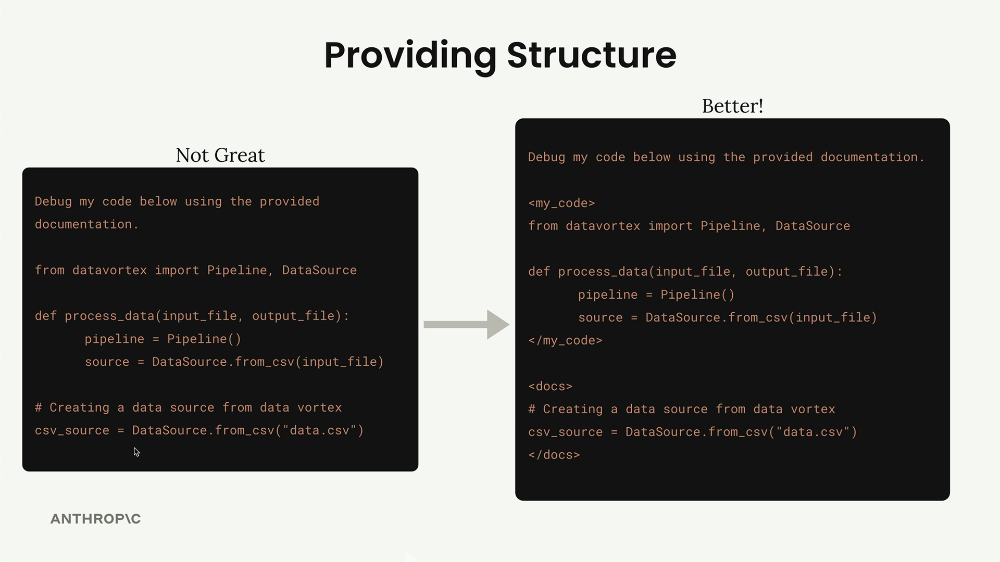 Providing Structure
Not Great
Debug my code below using the provided
documentation.
from datavortex import Pipeline, DataSource
def process_data(input_file, output_file):
pipeline = Pipeline()
source = DataSource.from_csv(input_file)
# Creating a data source from data vortex
csv_source = DataSource.from_csv("data.csv")
Better!
Debug my code below using the provided documentation.
<my_code>
from datavortex import Pipeline, DataSource
def process_data(input_file, output_file):
pipeline = Pipeline()
source = DataSource.from_csv(input_file)
</my_code>
<docs>
# Creating a data source from data vortex
csv_source = DataSource.from_csv("data.csv")
</docs>
ANTHROP\C